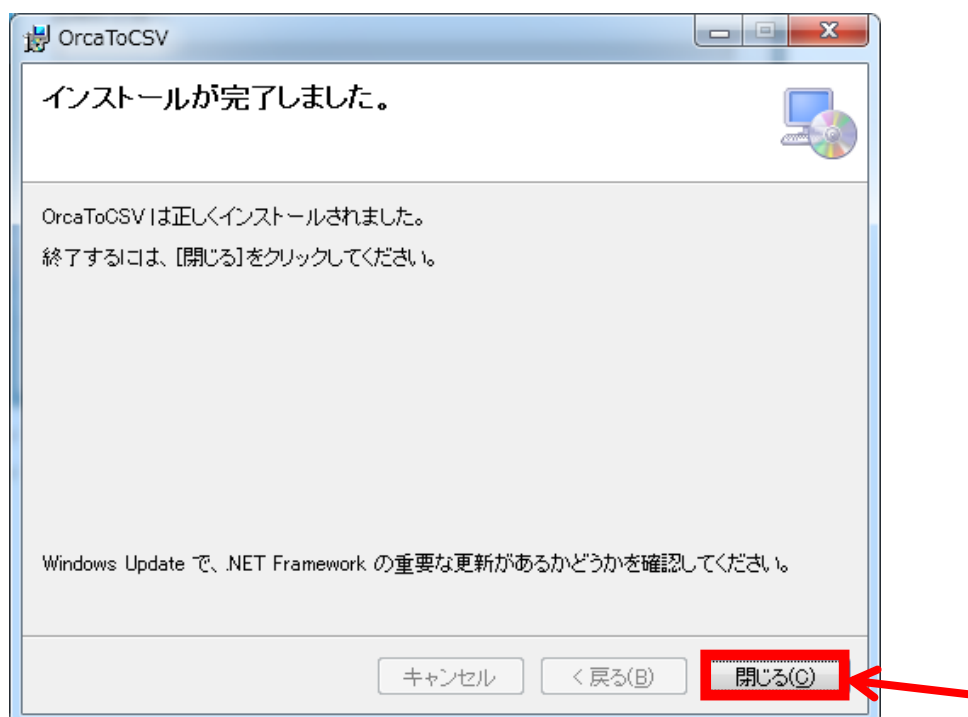 OrcaToCSV
インストールが完了しました。
OrcaToCSV は正しくインストールされました。
終了するには、[閉じる]をクリックしてください。
Windows Update で、.NET Framework の重要な更新があるかどうかを確認してください。
キャンセル < 戻る(B) 閉じる(C)